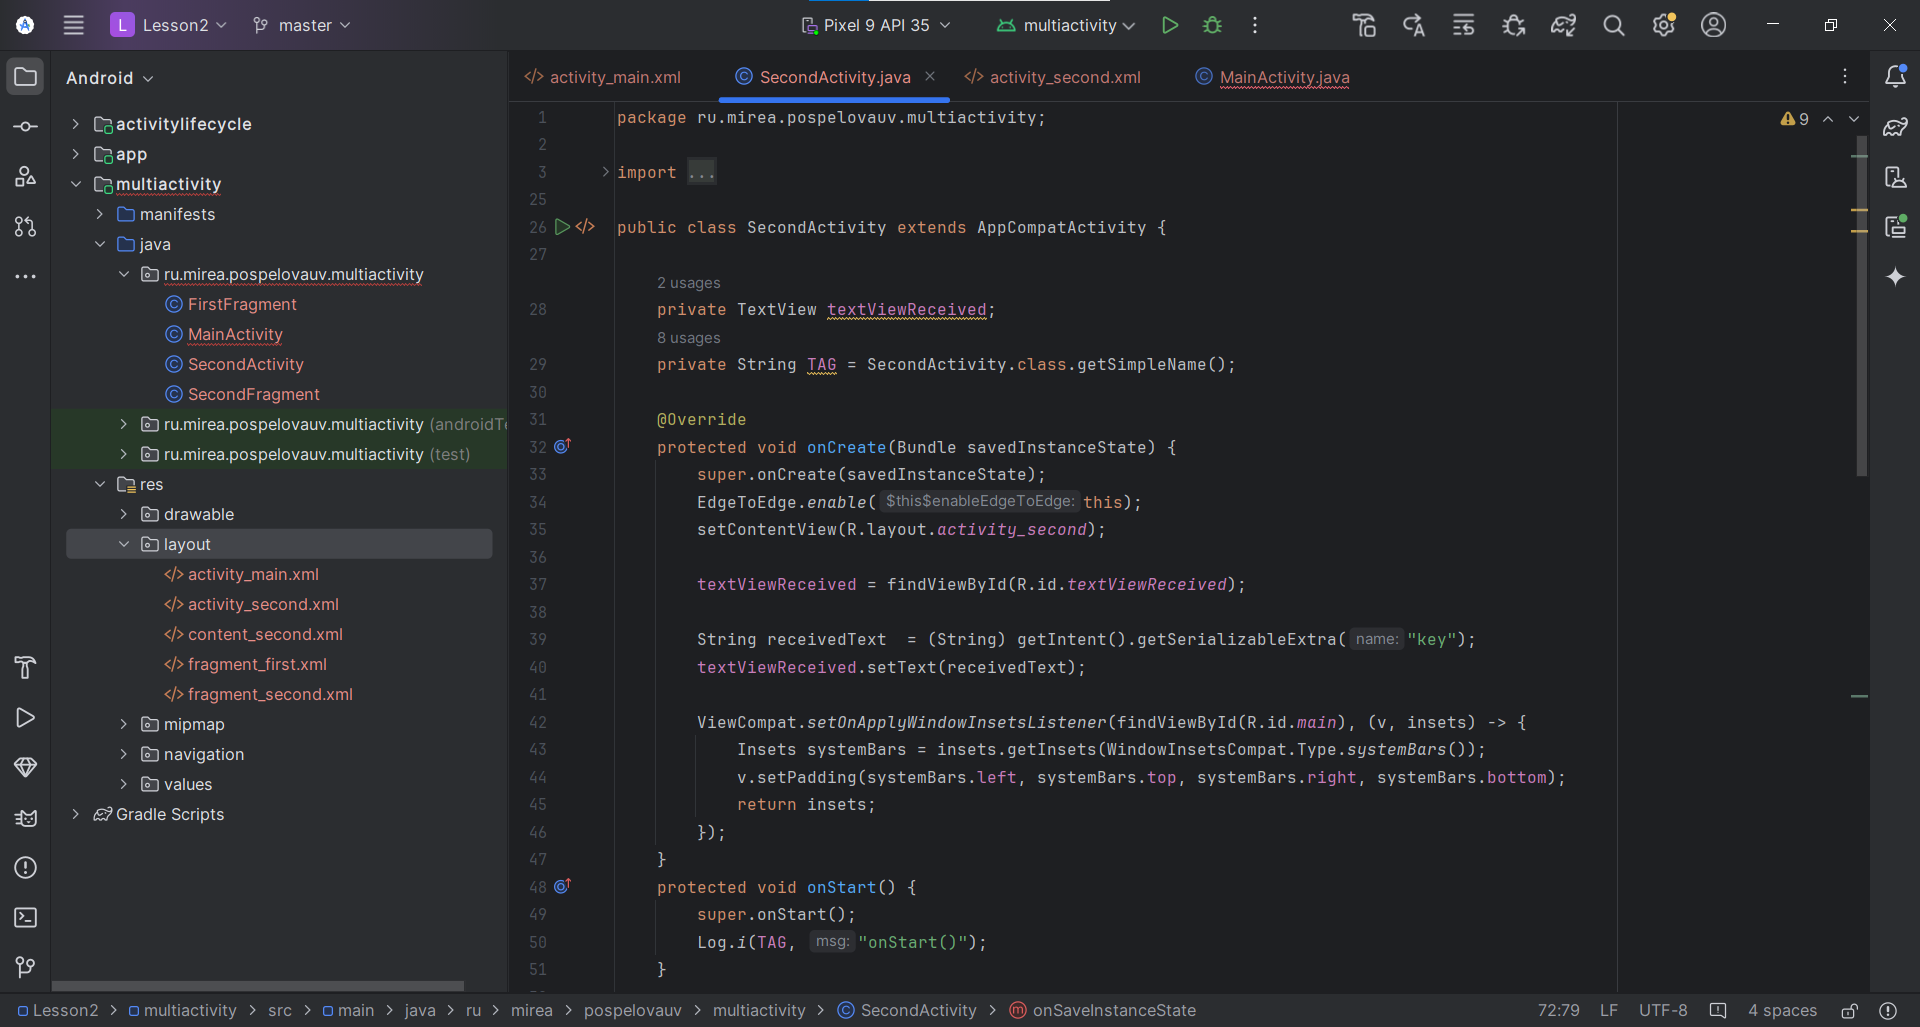 L Lesson2 master Pixel 9 API 35 multiactivity
Android
activity_main.xml SecondActivity.java activity_second.xml MainActivity.java
activitylifecycle
app
multiactivity
manifests
java
ru.mirea.pospelovauv.multiactivity
FirstFragment
MainActivity
SecondActivity
SecondFragment
ru.mirea.pospelovauv.multiactivity (androidTe
ru.mirea.pospelovauv.multiactivity (test)
res
drawable
layout
activity_main.xml
activity_second.xml
content_second.xml
fragment_first.xml
fragment_second.xml
mipmap
navigation
values
Gradle Scripts
9
1 package ru.mirea.pospelovauv.multiactivity;
2
3 import ...
25
26 public class SecondActivity extends AppCompatActivity {
27
2 usages
28 private TextView textViewReceived;
8 usages
29 private String TAG = SecondActivity.class.getSimpleName();
30
31 @Override
32 protected void onCreate(Bundle savedInstanceState) {
33 super.onCreate(savedInstanceState);
34 EdgeToEdge.enable( $this$enableEdgeToEdge: this);
35 setContentView(R.layout.activity_second);
36
37 textViewReceived = findViewById(R.id.textViewReceived);
38
39 String receivedText  = (String) getIntent().getSerializableExtra( name: "key");
40 textViewReceived.setText(receivedText);
41
42 ViewCompat.setOnApplyWindowInsetsListener(findViewById(R.id.main), (v, insets) -> {
43 Insets systemBars = insets.getInsets(WindowInsetsCompat.Type.systemBars());
44 v.setPadding(systemBars.left, systemBars.top, systemBars.right, systemBars.bottom);
45 return insets;
46 });
47 }
48 protected void onStart() {
49 super.onStart();
50 Log.i(TAG, msg: "onStart()");
51 }
Lesson2 > multiactivity > src > main > java > ru > mirea > pospelovauv > multiactivity > SecondActivity > onSaveInstanceState 72:79 LF UTF-8 4 spaces